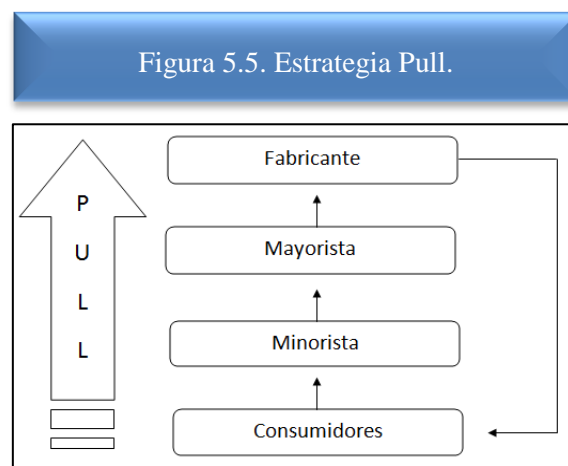 Figura 5.5. Estrategia Pull.
Fabricante
P
Mayorista
U
L
Minorista
L
Consumidores